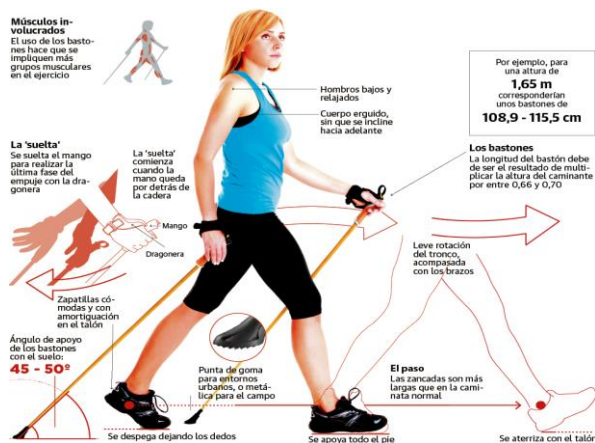 Músculos in-
volucrados
El uso de los basto-
nes hace que se
impliquen más
grupos musculares
en el ejercicio
Hombros bajos y
relajados
Cuerpo erguido,
sin que se incline
hacia adelante
Por ejemplo, para
una altura de
1,65 m
corresponderían
unos bastones de
108,9 - 115,5 cm
Los bastones
La longitud del bastón debe
de ser el resultado de multi-
plicar la altura del caminante
por entre 0,66 y 0,70
La 'suelta'
Se suelta el mango
para realizar la
última fase del
empuje con la dra-
gonera
La 'suelta'
comienza
cuando la
mano queda
por detrás de
la cadera
Mango
Dragonera
Leve rotación
del tronco,
acompasada
con los brazos
Zapatillas có-
modas y con
amortiguación
en el talón
Ángulo de apoyo
de los bastones
con el suelo:
45 - 50º
Punta de goma
para entornos
urbanos, o metá-
lica para el campo
El paso
Las zancadas son más
largas que en la cami-
nata normal
Se despega dejando los dedos
Se apoya todo el pie
Se aterriza con el talón